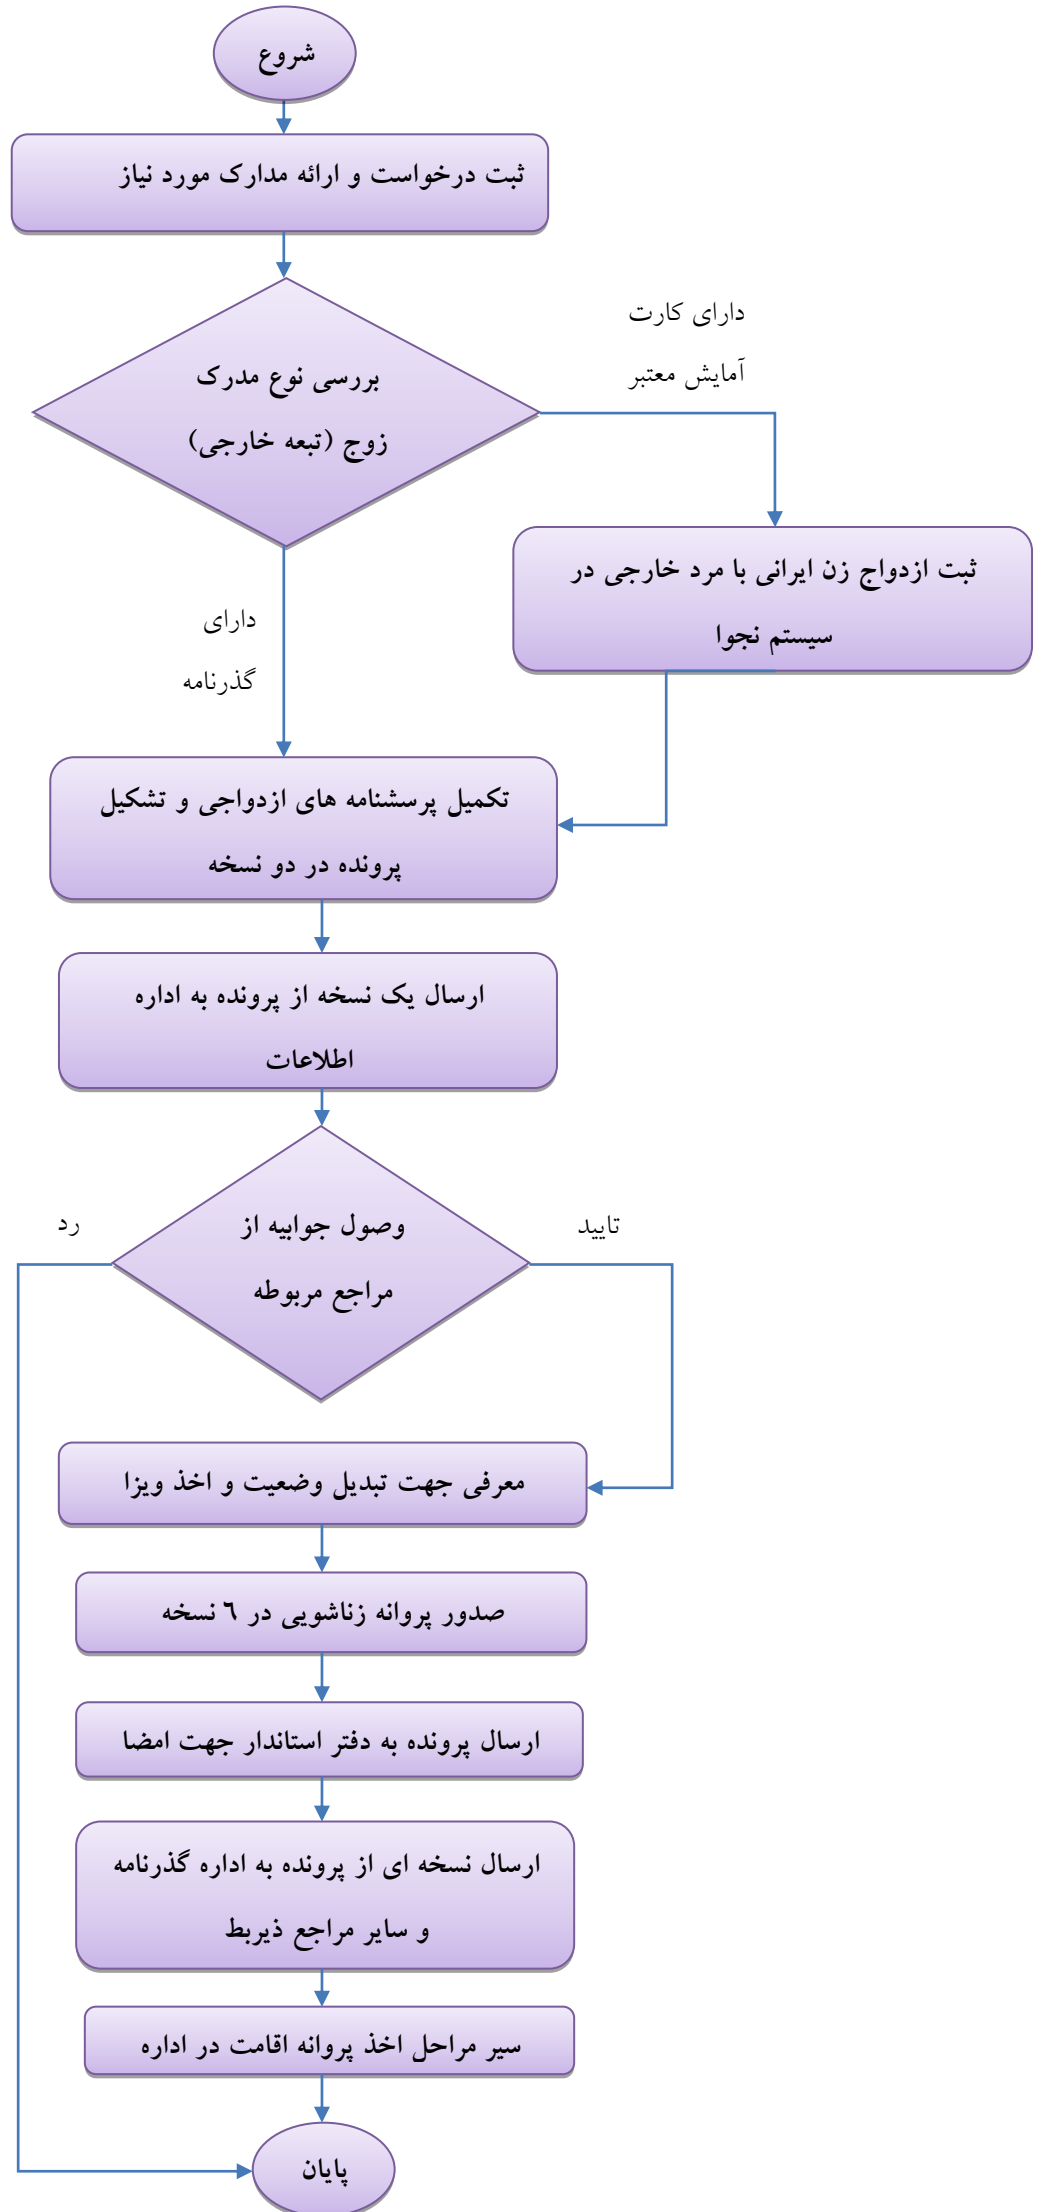 شروع
ثبت درخواست و ارائه مدارک مورد نیاز
دارای کارت
آمایش معتبر
بررسی نوع مدرک
زوج (تبعه خارجی)
ثبت ازدواج زن ایرانی با مرد خارجی در
سیستم نجوا
دارای
گذرنامه
تکمیل پرسشنامه های ازدواجی و تشکیل
پرونده در دو نسخه
ارسال یک نسخه از پرونده به اداره
اطلاعات
وصول جوابیه از
مراجع مربوطه
تایید
رد
معرفی جهت تبدیل وضعیت و اخذ ویزا
صدور پروانه زناشویی در ٦ نسخه
ارسال پرونده به دفتر استاندار جهت امضا
ارسال نسخه ای از پرونده به اداره گذرنامه
و سایر مراجع ذیربط
سیر مراحل اخذ پروانه اقامت در اداره
پایان